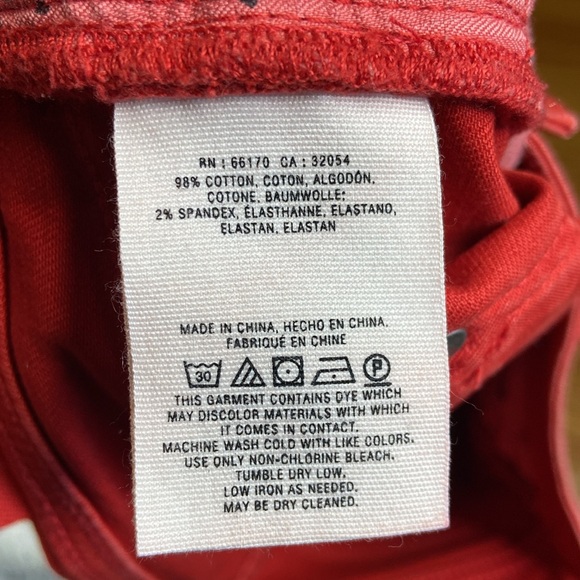 RN : 66170 CA : 32054
98% COTTON, COTON, ALGODÓN,
COTONE, BAUMWOLLE;
2% SPANDEX, ÉLASTHANNE, ELASTANO,
ELASTAN, ELASTAN
MADE IN CHINA, HECHO EN CHINA,
FABRIQUÉ EN CHINE
30 P
THIS GARMENT CONTAINS DYE WHICH
MAY DISCOLOR MATERIALS WITH WHICH
IT COMES IN CONTACT.
MACHINE WASH COLD WITH LIKE COLORS.
USE ONLY NON-CHLORINE BLEACH.
TUMBLE DRY LOW.
LOW IRON AS NEEDED.
MAY BE DRY CLEANED.